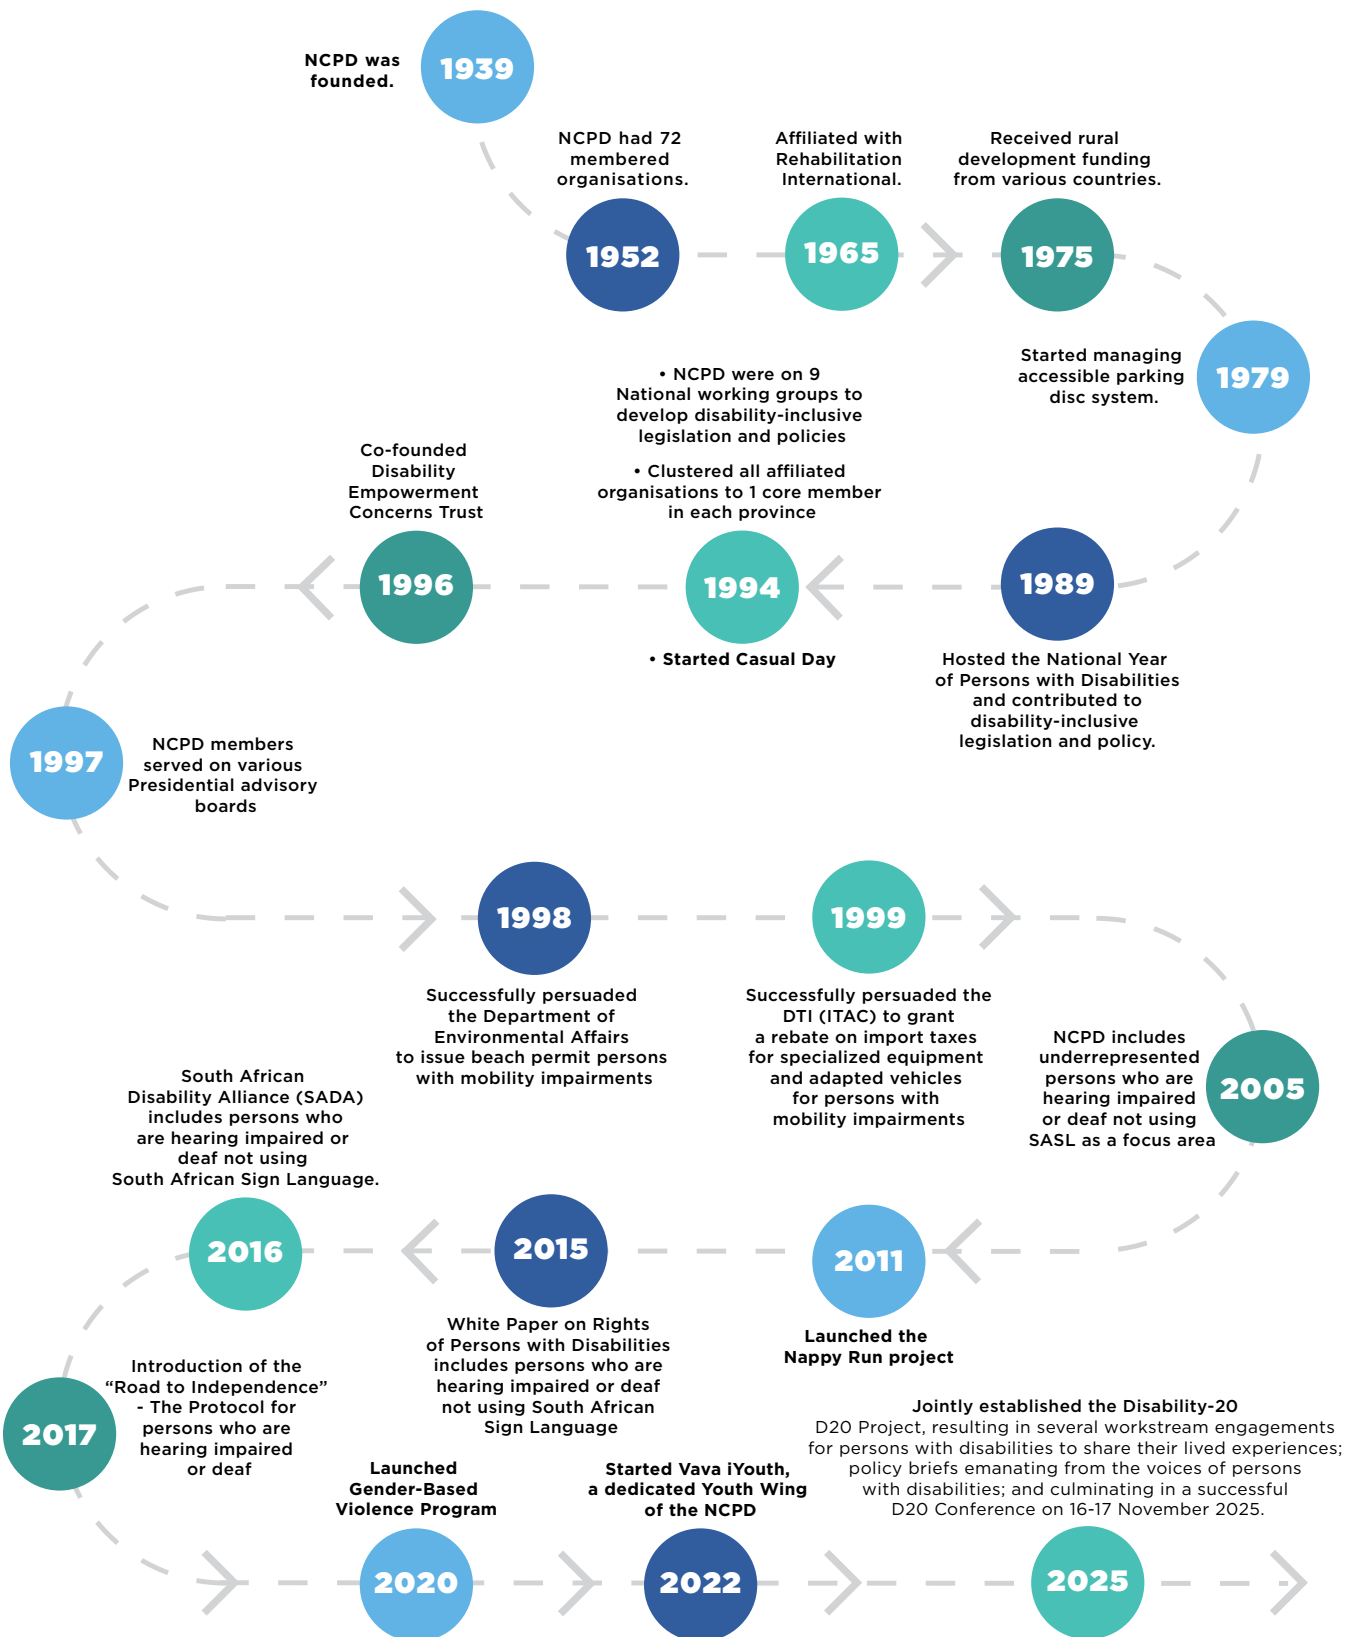 NCPD was
founded.
1939
NCPD had 72
membered
organisations.
1952
Affiliated with
Rehabilitation
International.
1965
Received rural
development funding
from various countries.
1975
Started managing
accessible parking
disc system.
1979
1989
Hosted the National Year
of Persons with Disabilities
and contributed to
disability-inclusive
legislation and policy.
• NCPD were on 9
National working groups to
develop disability-inclusive
legislation and policies
• Clustered all affiliated
organisations to 1 core member
in each province
1994
• Started Casual Day
Co-founded
Disability
Empowerment
Concerns Trust
1996
1997
NCPD members
served on various
Presidential advisory
boards
1998
Successfully persuaded
the Department of
Environmental Affairs
to issue beach permit persons
with mobility impairments
1999
Successfully persuaded the
DTI (ITAC) to grant
a rebate on import taxes
for specialized equipment
and adapted vehicles
for persons with
mobility impairments
NCPD includes
underrepresented
persons who are
hearing impaired
or deaf not using
SASL as a focus area
2005
2011
Launched the
Nappy Run project
2015
White Paper on Rights
of Persons with Disabilities
includes persons who are
hearing impaired or deaf
not using South African
Sign Language
South African
Disability Alliance (SADA)
includes persons who
are hearing impaired or
deaf not using
South African Sign Language.
2016
2017
Introduction of the
“Road to Independence”
- The Protocol for
persons who are
hearing impaired
or deaf
Launched
Gender-Based
Violence Program
2020
Started Vava iYouth,
a dedicated Youth Wing
of the NCPD
2022
Jointly established the Disability-20
D20 Project, resulting in several workstream engagements
for persons with disabilities to share their lived experiences;
policy briefs emanating from the voices of persons
with disabilities; and culminating in a successful
D20 Conference on 16-17 November 2025.
2025